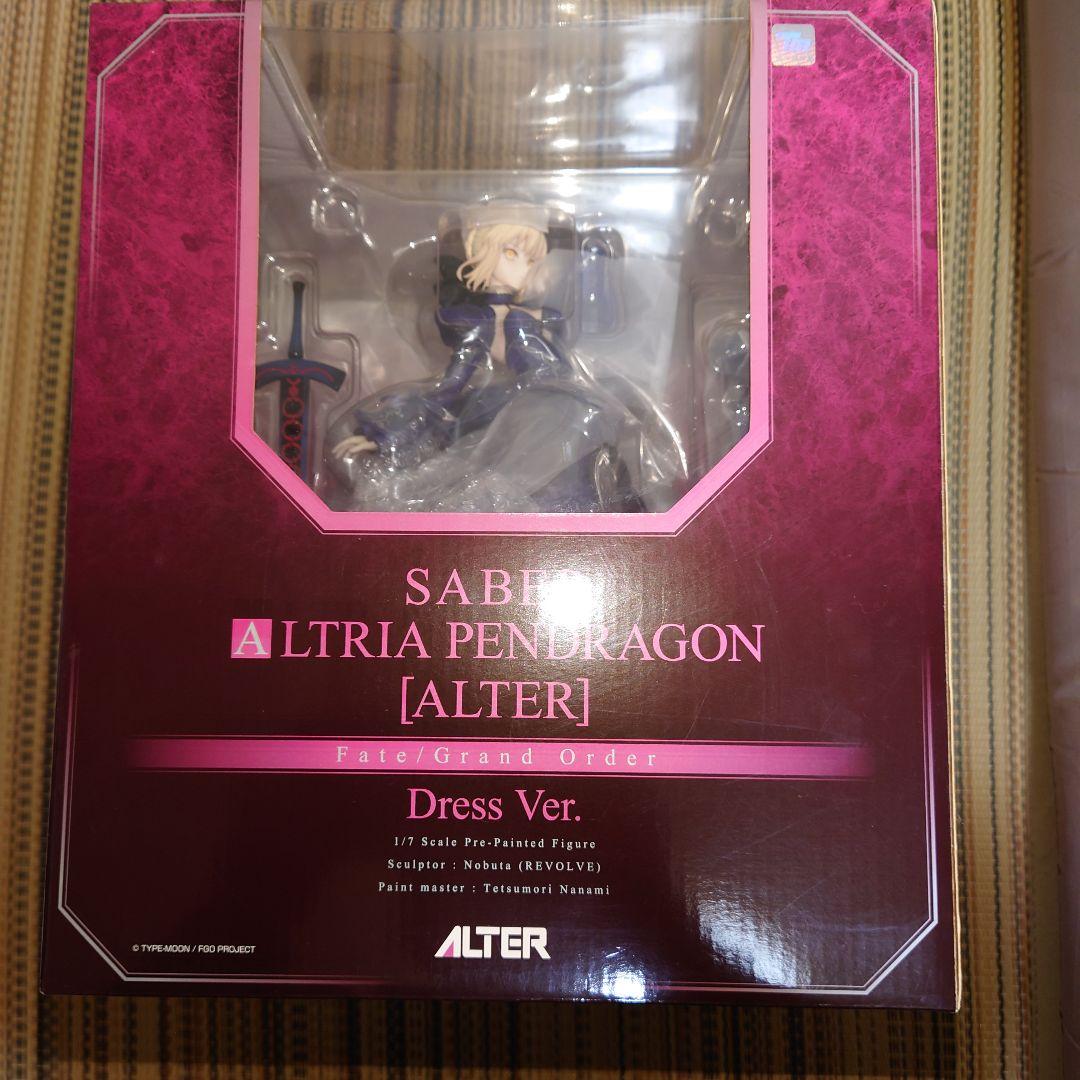 SABER
ALTRIA PENDRAGON
[ALTER]
Fate/Grand Order
Dress Ver.
1/7 Scale Pre-Painted Figure
Sculptor : Nobuta (REVOLVE)
Paint master : Tetsumori Nanami
© TYPE-MOON / FGO PROJECT
ALTER